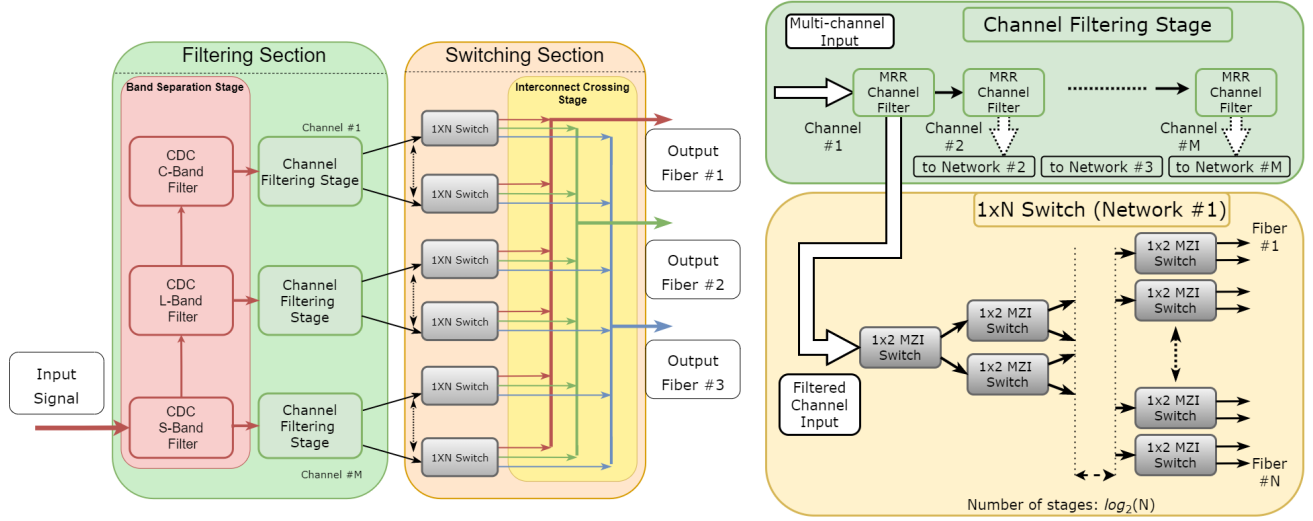 Filtering Section
Band Separation Stage
Channel #1
CDC
C-Band
Filter
Channel
Filtering Stage
CDC
L-Band
Filter
Channel
Filtering
Stage
Input
Signal
CDC
S-Band
Filter
Channel
Filtering
Stage
Channel #M
Switching Section
Interconnect Crossing
Stage
1XN Switch
1XN Switch
1XN Switch
1XN Switch
1XN Switch
1XN Switch
Output
Fiber #1
Output
Fiber #2
Output
Fiber #3
Multi-channel
Input
Channel Filtering Stage
MRR
Channel
Filter
MRR
Channel
Filter
MRR
Channel
Filter
Channel
#1
Channel
#2
Channel
#M
to Network #2
to Network #3
to Network #M
1xN Switch (Network #1)
Filtered
Channel
Input
1x2 MZI
Switch
1x2 MZI
Switch
1x2 MZI
Switch
1x2 MZI
Switch
1x2 MZI
Switch
1x2 MZI
Switch
1x2 MZI
Switch
Fiber
#1
Fiber
#N
Number of stages: log₂(N)